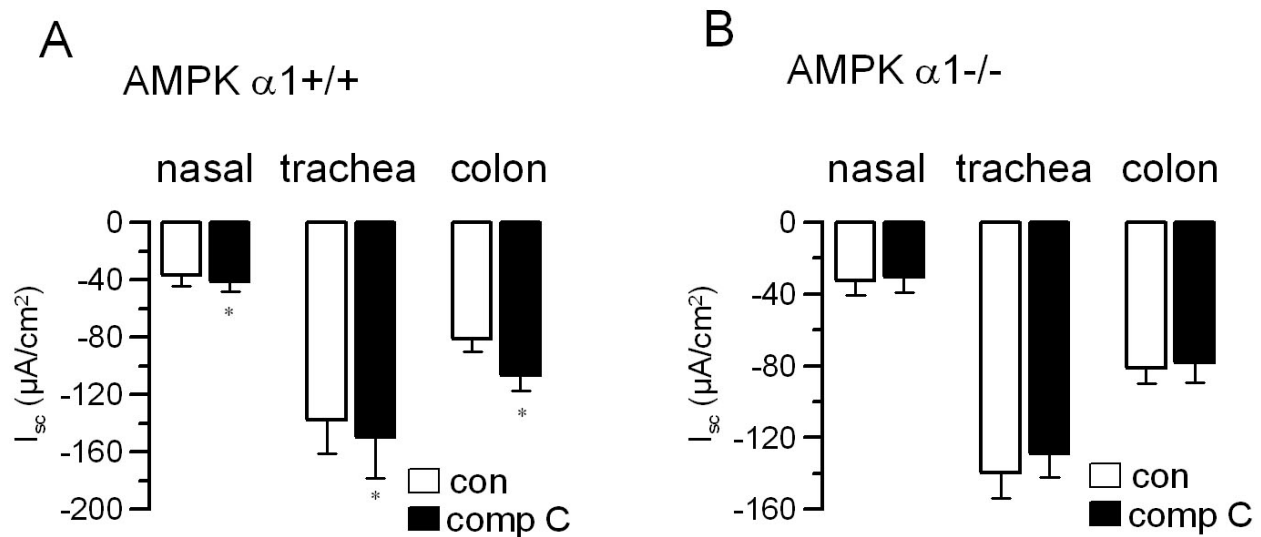 A
AMPK α1+/+
nasal trachea colon
0
-40
-80
-120
-160
-200
Isc (µA/cm²)
*
*
*
con
comp C
B
AMPK α1-/-
nasal trachea colon
0
-40
-80
-120
-160
Isc (µA/cm²)
con
comp C